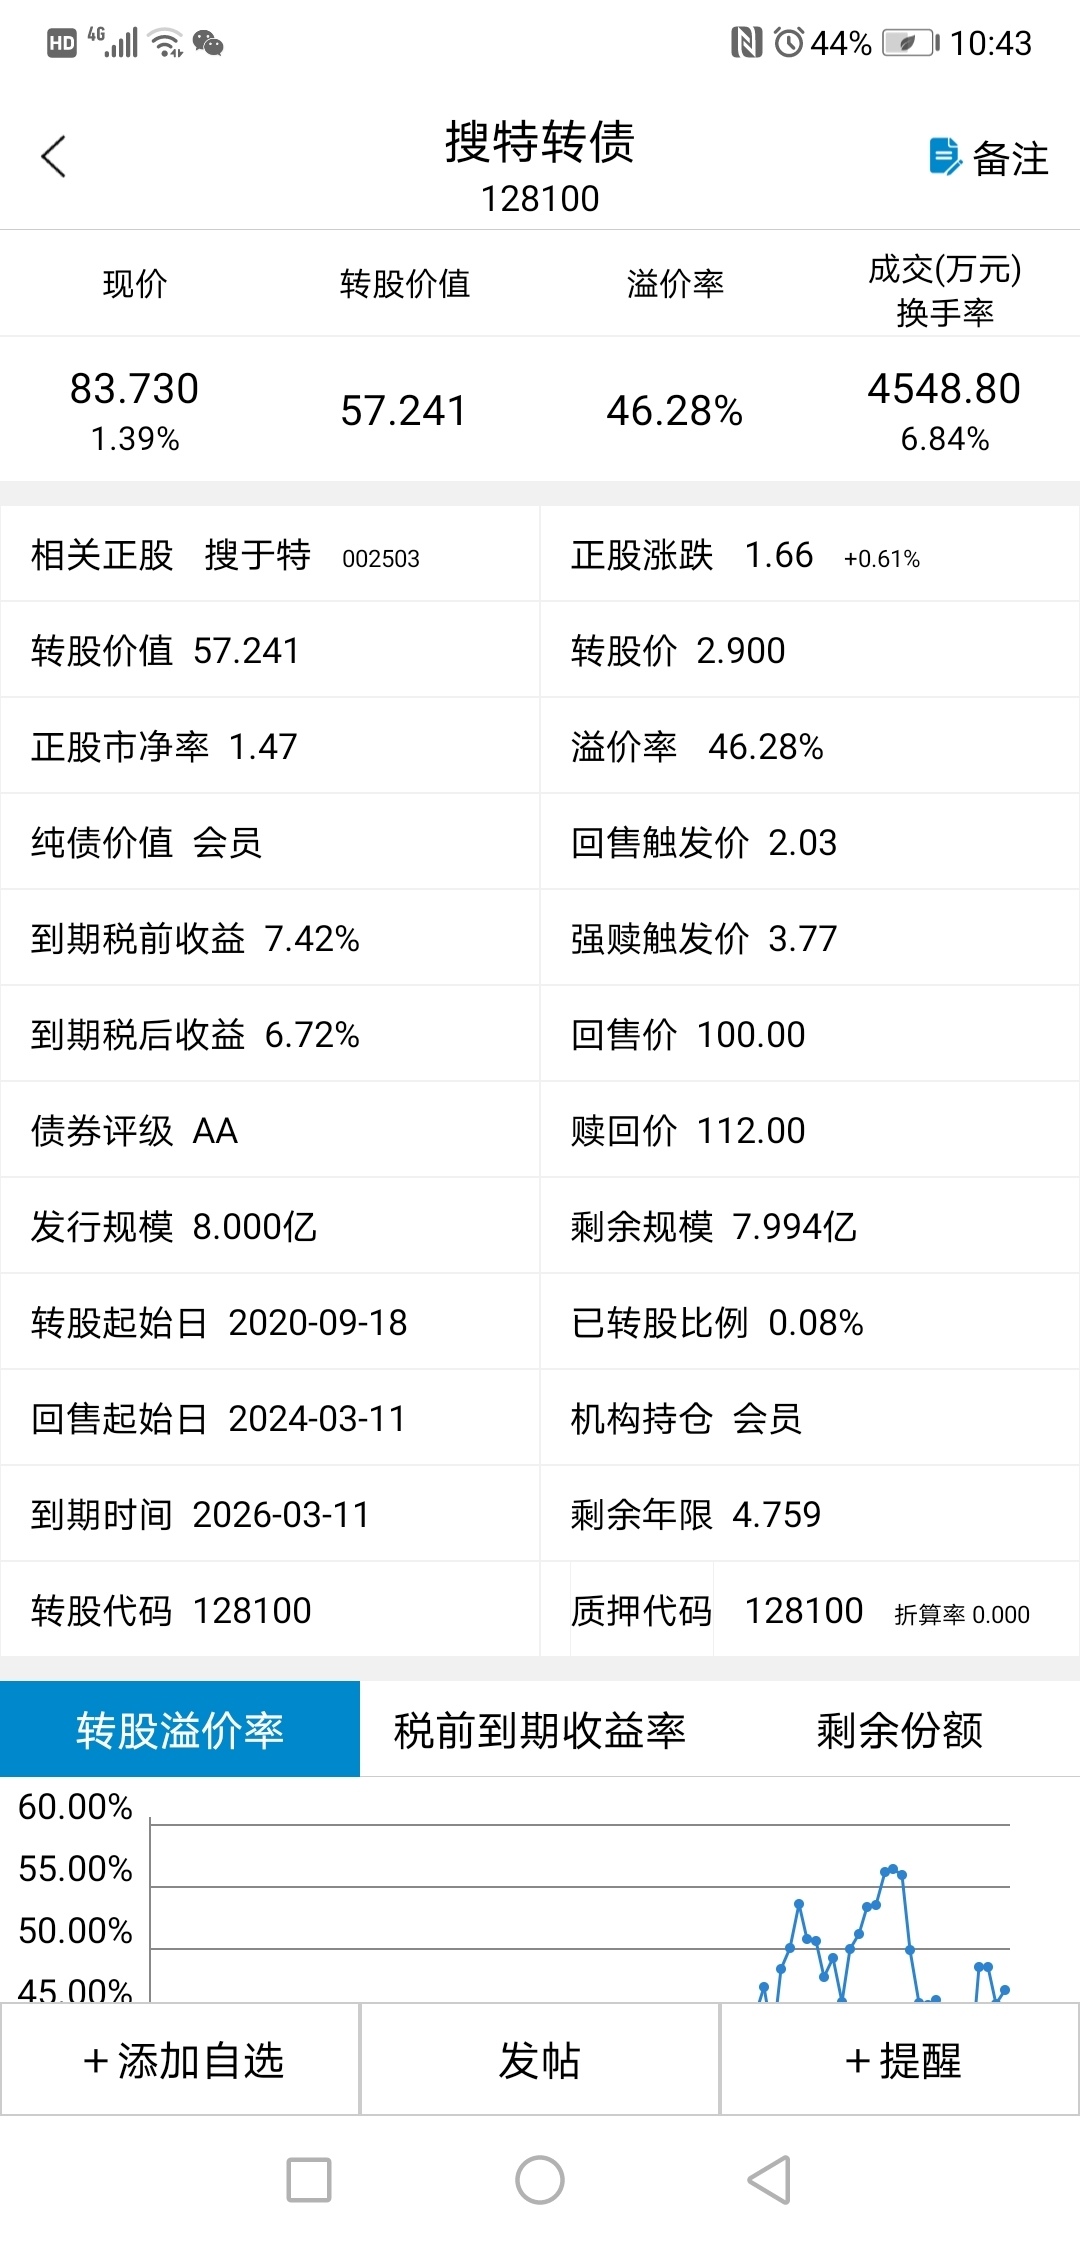 HD 4G 44% 10:43
搜特转债
128100
备注
现价 转股价值 溢价率 成交(万元)
换手率
83.730 57.241 46.28% 4548.80
1.39% 6.84%
相关正股 搜于特 002503 正股涨跌 1.66 +0.61%
转股价值 57.241 转股价 2.900
正股市净率 1.47 溢价率 46.28%
纯债价值 会员 回售触发价 2.03
到期税前收益 7.42% 强赎触发价 3.77
到期税后收益 6.72% 回售价 100.00
债券评级 AA 赎回价 112.00
发行规模 8.000亿 剩余规模 7.994亿
转股起始日 2020-09-18 已转股比例 0.08%
回售起始日 2024-03-11 机构持仓 会员
到期时间 2026-03-11 剩余年限 4.759
转股代码 128100 质押代码 128100 折算率 0.000
转股溢价率 税前到期收益率 剩余份额
60.00%
55.00%
50.00%
45.00%
+添加自选 发帖 +提醒